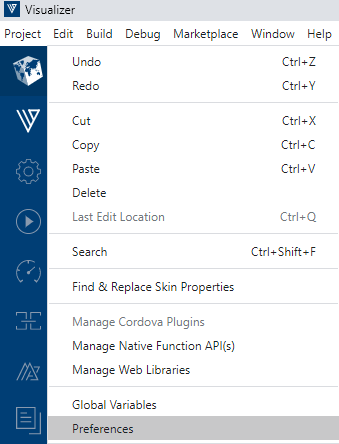 Visualizer
Project Edit Build Debug Marketplace Window Help
Undo Ctrl+Z
Redo Ctrl+Y
Cut Ctrl+X
Copy Ctrl+C
Paste Ctrl+V
Delete
Last Edit Location Ctrl+Q
Search Ctrl+Shift+F
Find & Replace Skin Properties
Manage Cordova Plugins
Manage Native Function API(s)
Manage Web Libraries
Global Variables
Preferences